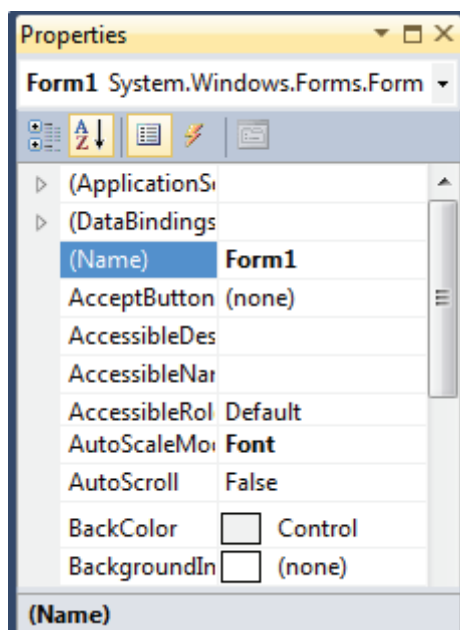 Properties
Form1 System.Windows.Forms.Form
A Z
(ApplicationS
(DataBindings
(Name) Form1
AcceptButton (none)
AccessibleDes
AccessibleNar
AccessibleRol Default
AutoScaleMo Font
AutoScroll False
BackColor Control
BackgroundIn (none)
(Name)